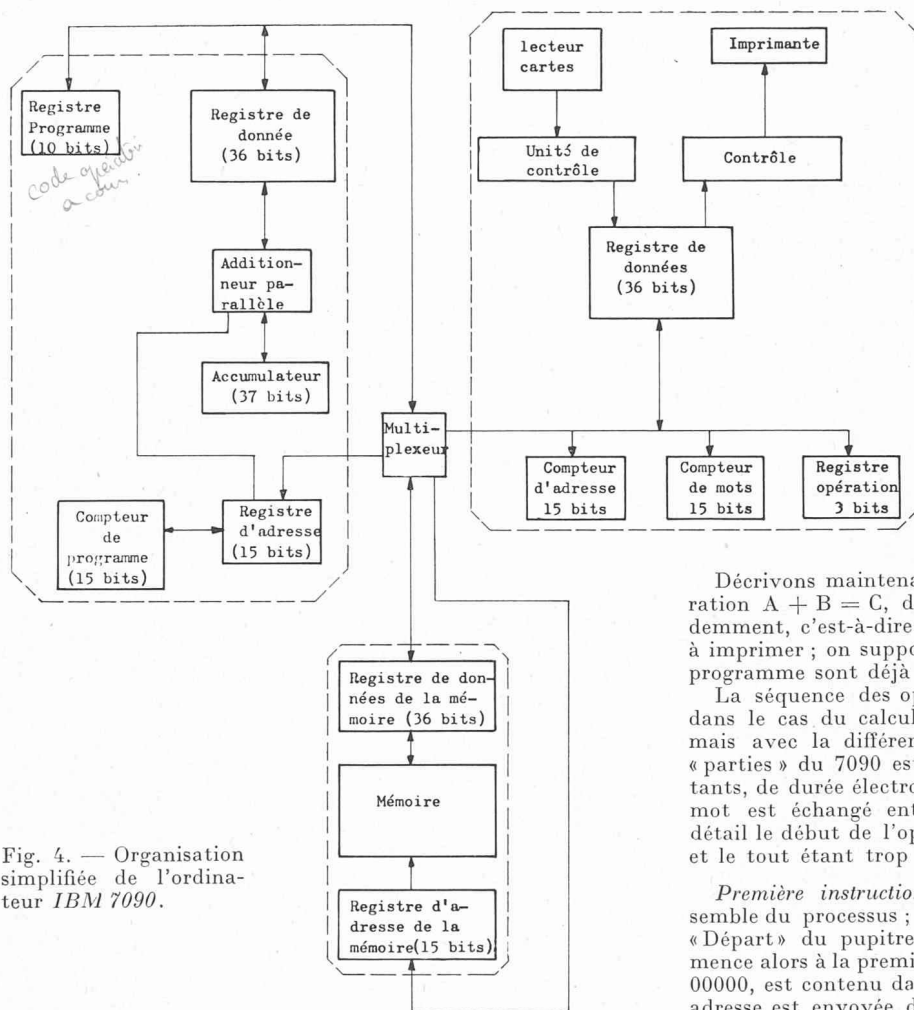 Registre
Programme
(10 bits)
code opération
a cour.
Registre de
donnée
(36 bits)
Addition-
neur pa-
rallèle
Accumulateur
(37 bits)
Compteur
de
programme
(15 bits)
Registre
d'adresse
(15 bits)
Multi-
plexeur
lecteur
cartes
Imprimante
Unité de
contrôle
Contrôle
Registre de
données
(36 bits)
Compteur
d'adresse
15 bits
Compteur
de mots
15 bits
Registre
opération
3 bits
Registre de don-
nées de la mé-
moire (36 bits)
Mémoire
Registre d'a-
dresse de la
mémoire(15 bits)
Fig. 4. — Organisation
simplifiée de l'ordina-
teur IBM 7090.
Décrivons maintena
ration A + B = C, d
demment, c'est-à-dire
à imprimer ; on suppo
programme sont déjà
La séquence des op
dans le cas du calcul
mais avec la différen
« parties » du 7090 es
tants, de durée électro
mot est échangé ent
détail le début de l'op
et le tout étant trop
Première instructio
semble du processus ;
«Départ» du pupitre
mence alors à la premi
00000, est contenu da
adresse est envoyée d